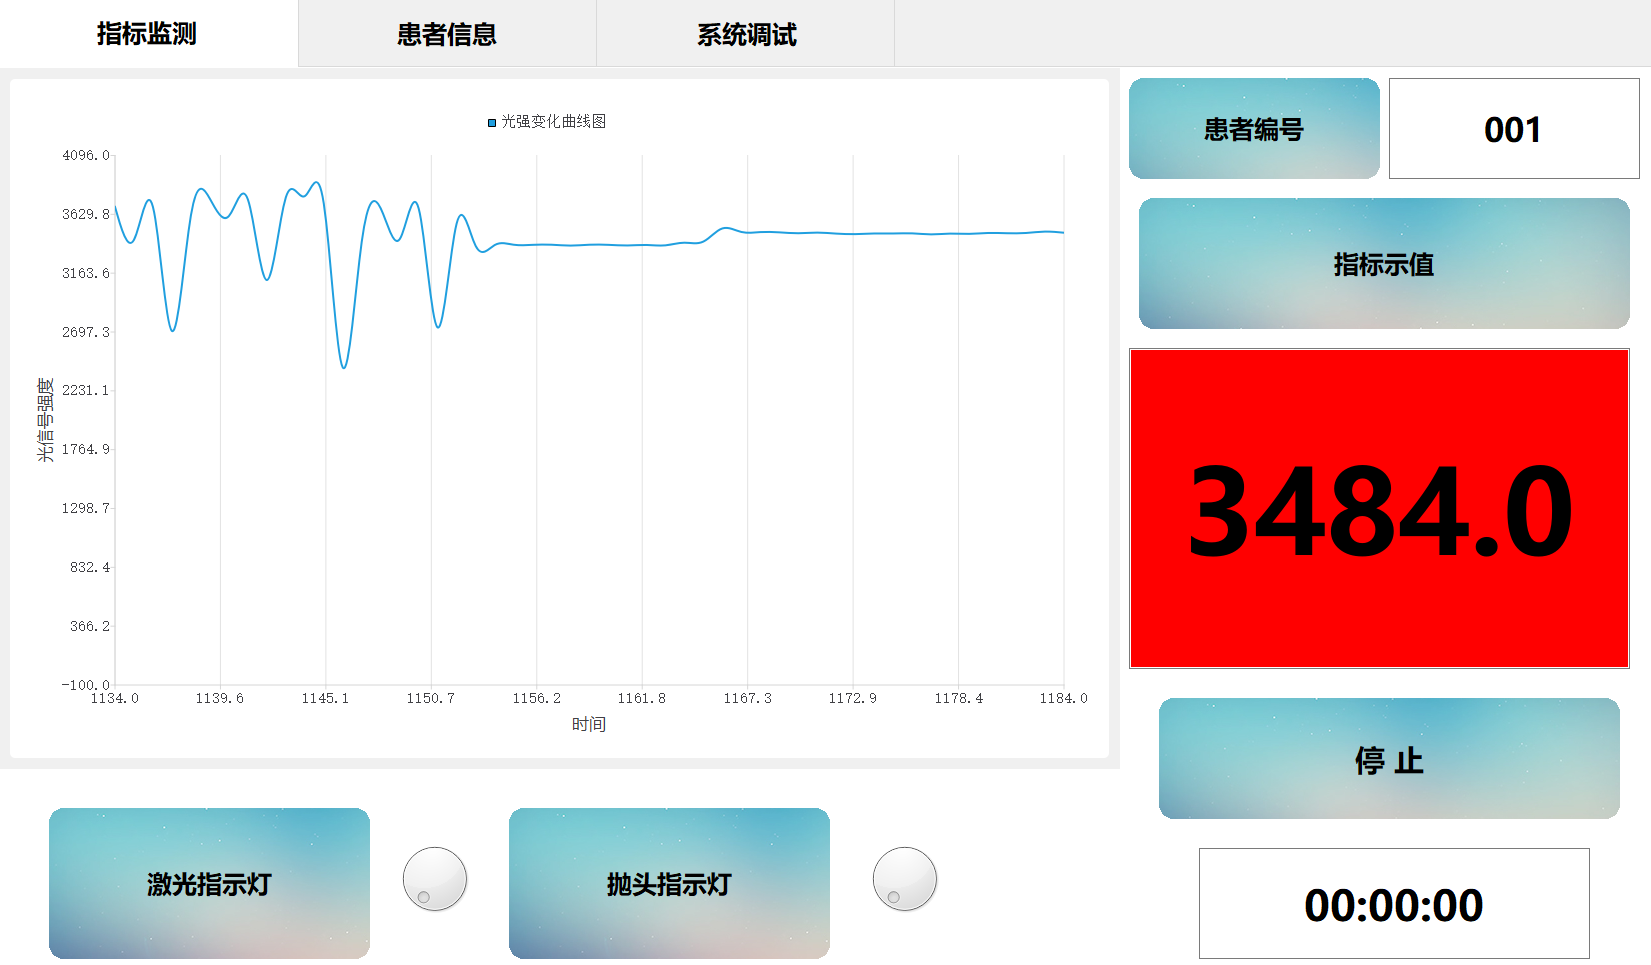 指标监测
患者信息
系统调试
光强变化曲线图
4096.0
3629.8
3163.6
2697.3
2231.1
1764.9
1298.7
832.4
366.2
-100.0
光信号强度
1134.0
1139.6
1145.1
1150.7
1156.2
1161.8
1167.3
1172.9
1178.4
1184.0
时间
患者编号
001
指标示值
3484.0
停 止
激光指示灯
抛头指示灯
00:00:00